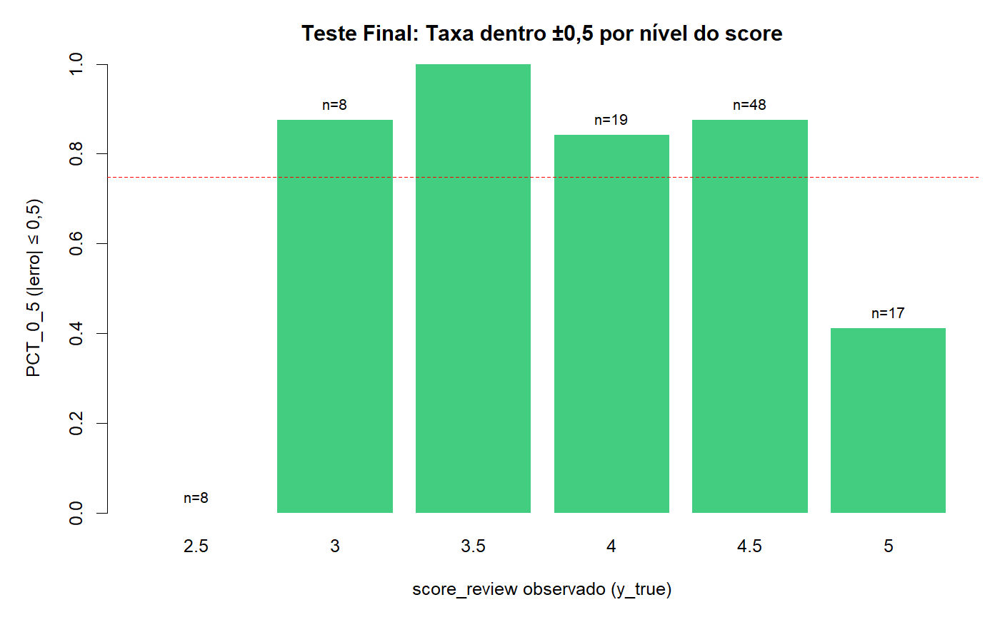 Teste Final: Taxa dentro ±0,5 por nível do score
PCT_0_5 (|erro| ≤ 0,5)
1.0
0.8
0.6
0.4
0.2
0.0
n=8
n=8
n=19
n=48
n=17
2.5
3
3.5
4
4.5
5
score_review observado (y_true)